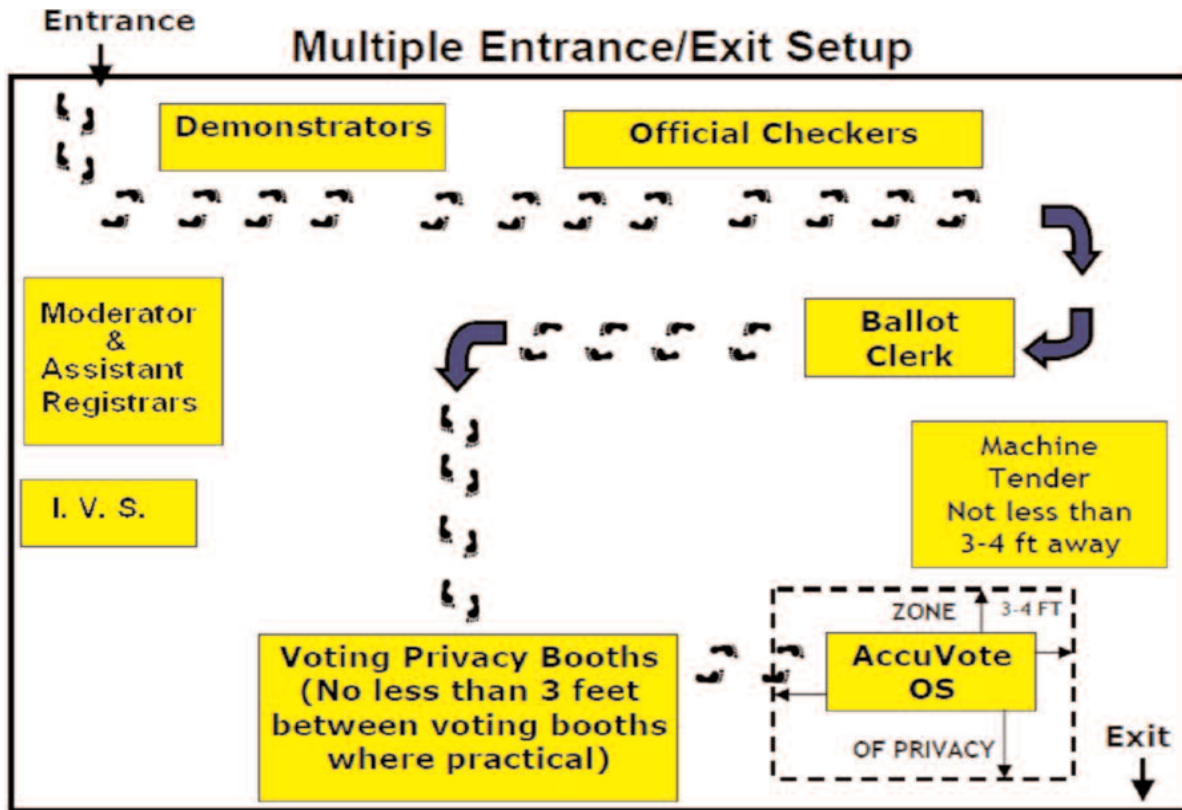 Entrance
Multiple Entrance/Exit Setup
Demonstrators
Official Checkers
Moderator
&
Assistant
Registrars
Ballot
Clerk
I. V. S.
Machine
Tender
Not less than
3-4 ft away
Voting Privacy Booths
(No less than 3 feet
between voting booths
where practical)
ZONE
3-4 FT
AccuVote
OS
OF PRIVACY
Exit